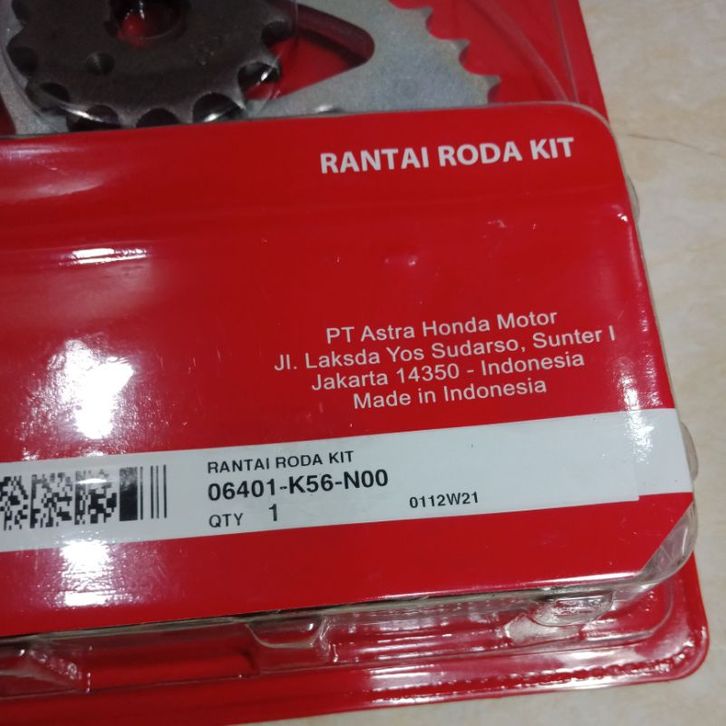 RANTAI RODA KIT
PT Astra Honda Motor
Jl. Laksda Yos Sudarso, Sunter I
Jakarta 14350 - Indonesia
Made in Indonesia
RANTAI RODA KIT
06401-K56-N00
QTY 1 0112W21